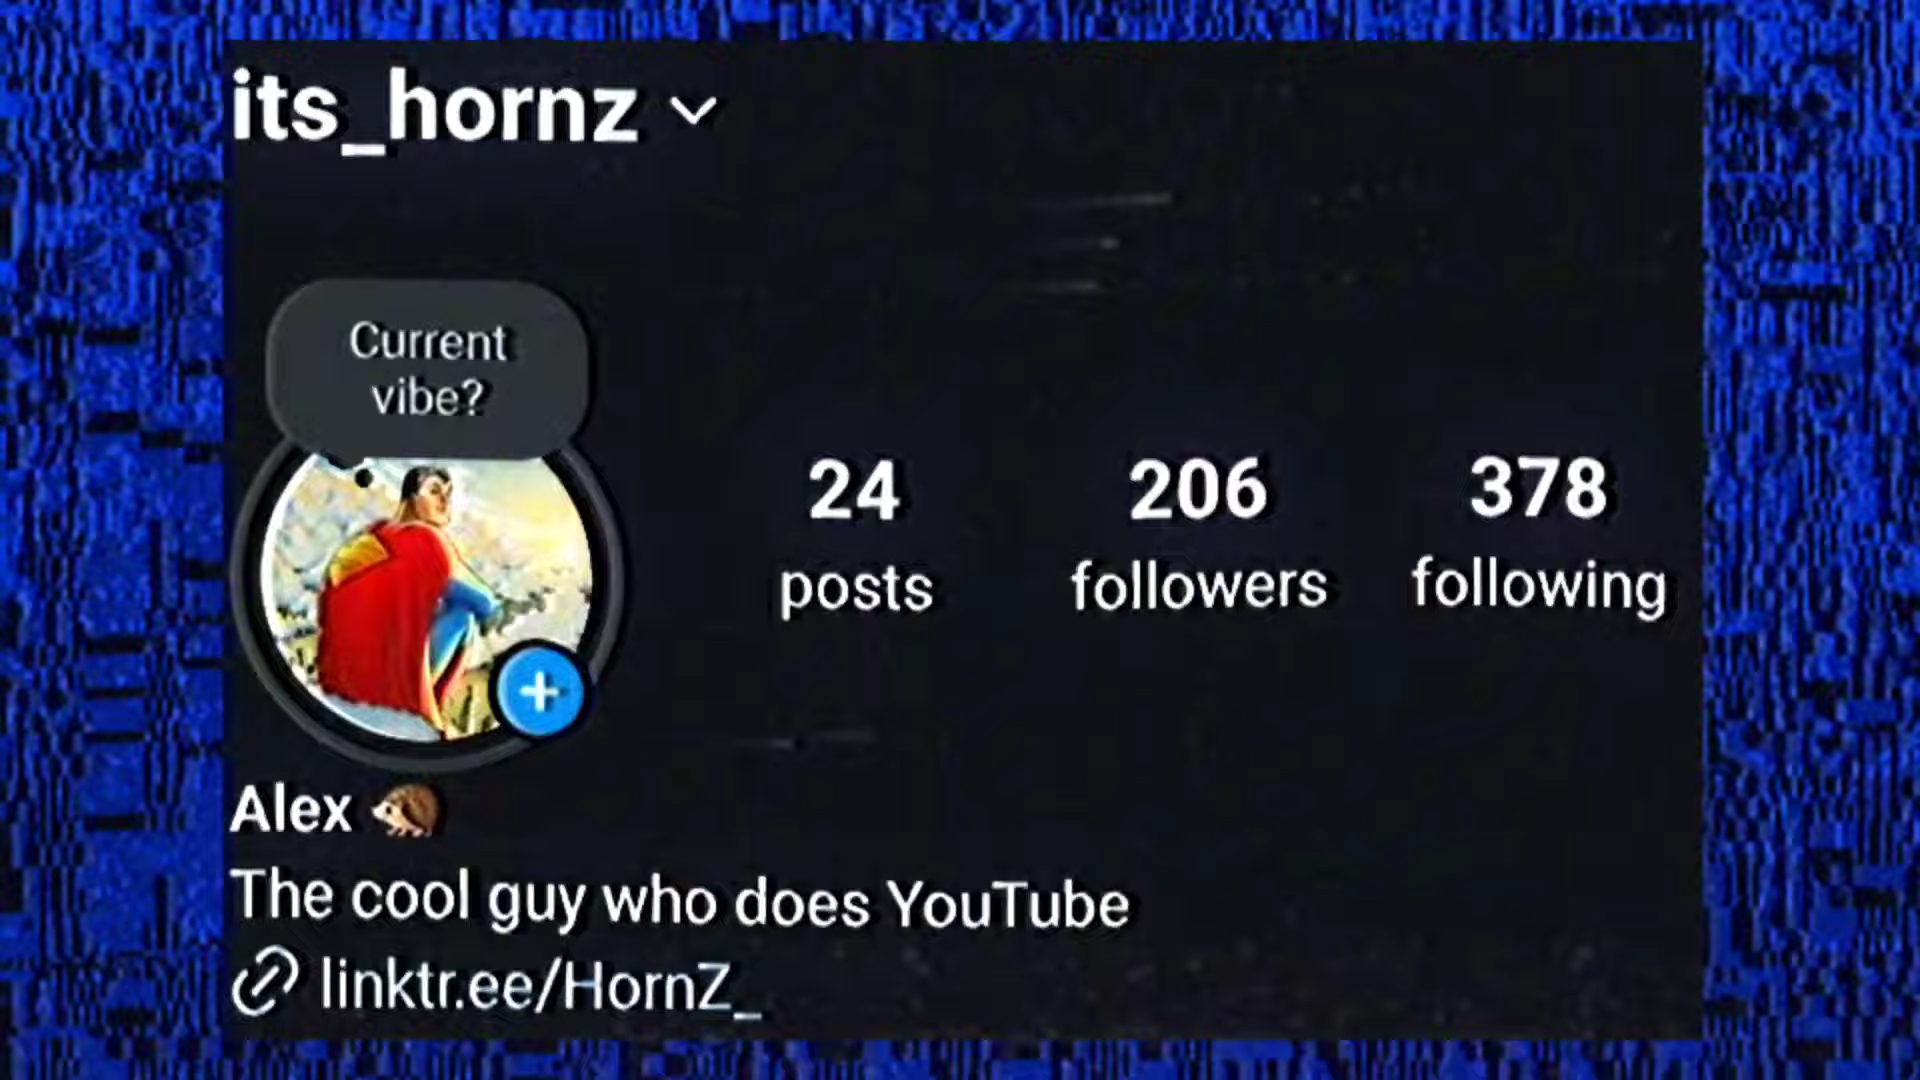 its_hornz
Current
vibe?
24 206 378
posts followers following
Alex 🦔
The cool guy who does YouTube
linktr.ee/HornZ_